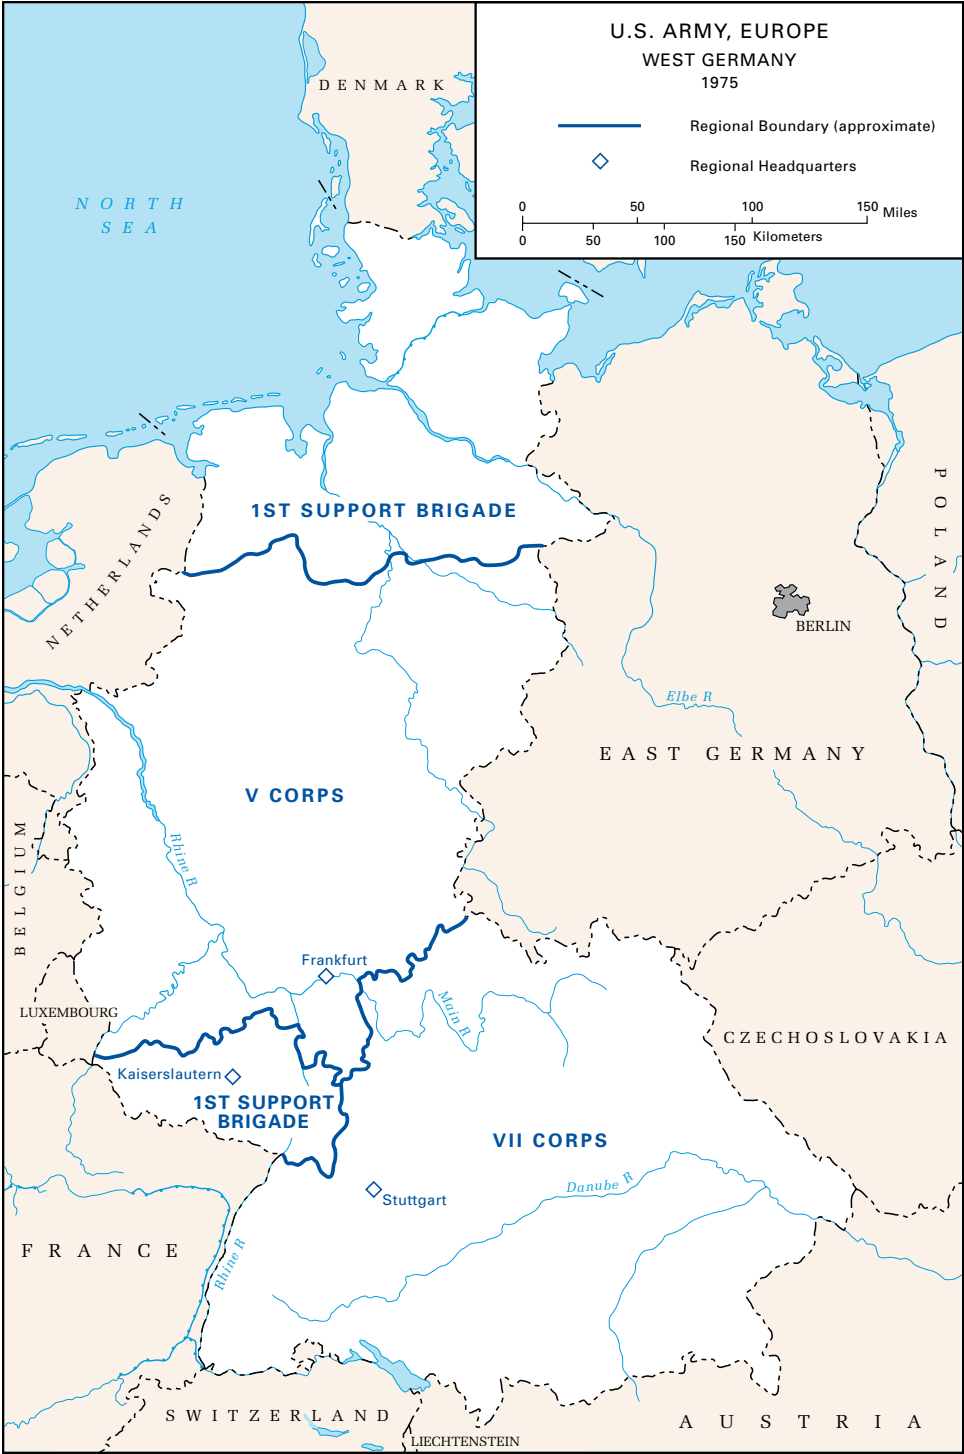 U.S. ARMY, EUROPE
WEST GERMANY
1975
Regional Boundary (approximate)
Regional Headquarters
0 50 100 150 Miles
0 50 100 150 Kilometers
DENMARK
NORTH
SEA
1ST SUPPORT BRIGADE
NETHERLANDS
POLAND
BERLIN
Elbe R
EAST GERMANY
V CORPS
BELGIUM
Rhine R
Frankfurt
Main R
LUXEMBOURG
CZECHOSLOVAKIA
Kaiserslautern
1ST SUPPORT
BRIGADE
VII CORPS
Danube R
Stuttgart
FRANCE
Rhine R
SWITZERLAND
AUSTRIA
LIECHTENSTEIN